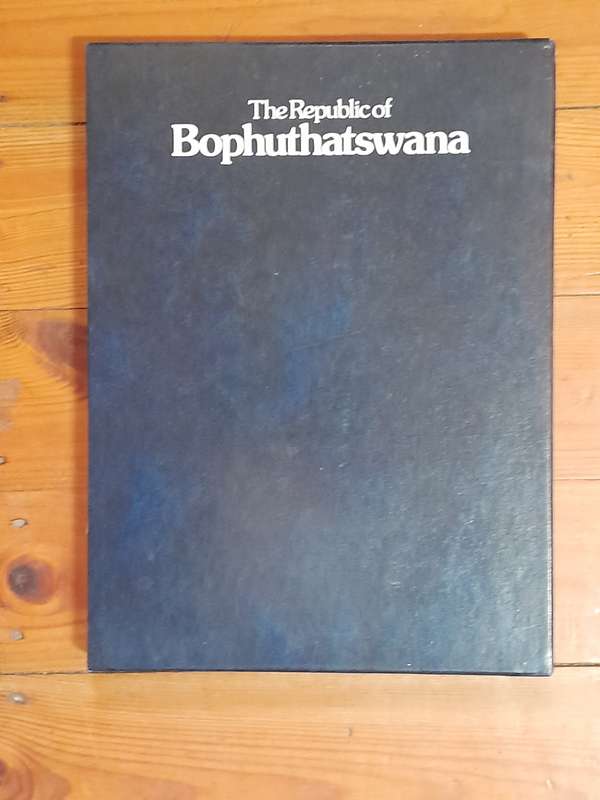 The Republic of
Bophuthatswana